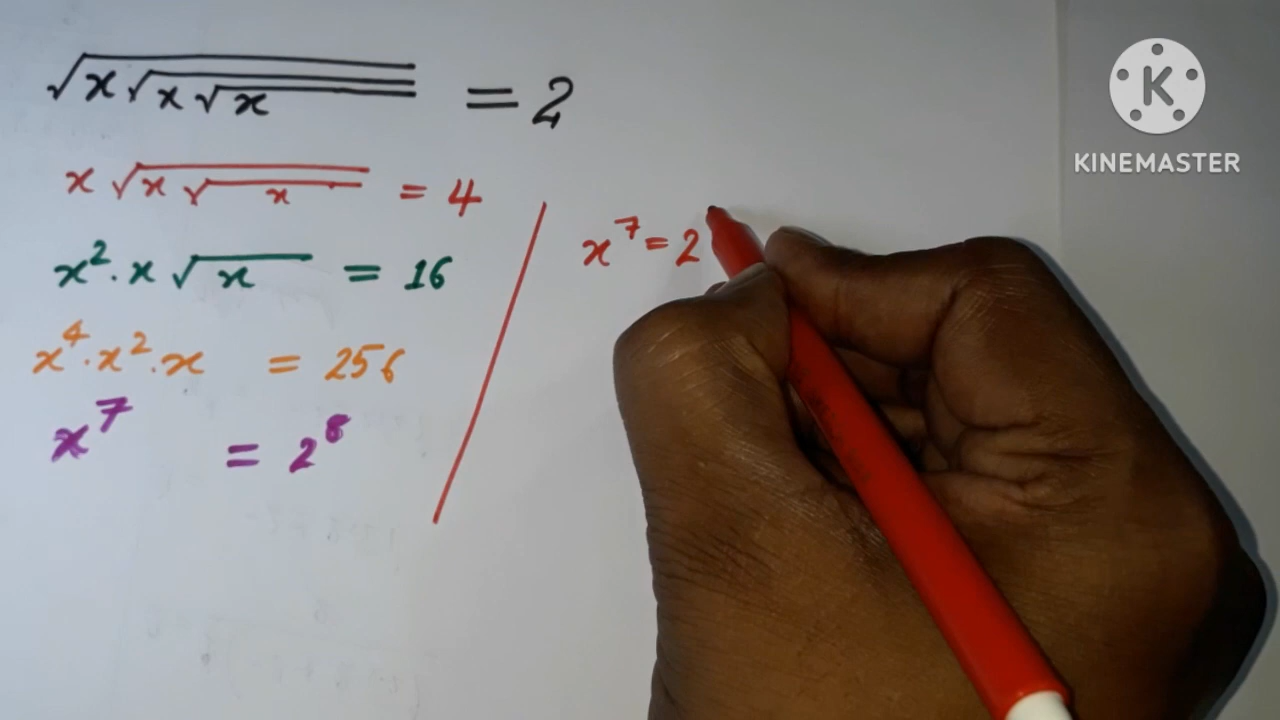 √(x√(x√x)) = 2
x√(x√x) = 4
x².x√x = 16
x⁴.x².x = 256
x⁷ = 2⁸
x⁷ = 2
KINEMASTER